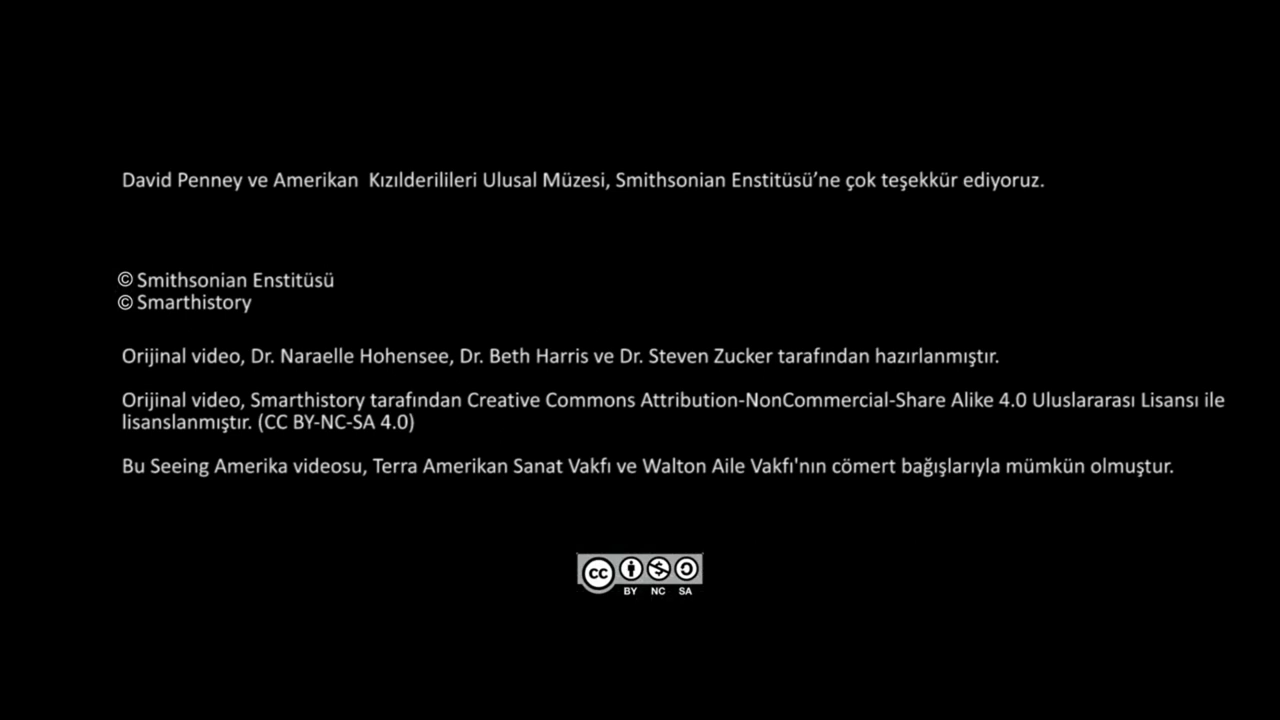 David Penney ve Amerikan  Kızılderilileri Ulusal Müzesi, Smithsonian Enstitüsü’ne çok teşekkür ediyoruz.
© Smithsonian Enstitüsü
© Smarthistory
Orijinal video, Dr. Naraelle Hohensee, Dr. Beth Harris ve Dr. Steven Zucker tarafından hazırlanmıştır.
Orijinal video, Smarthistory tarafından Creative Commons Attribution-NonCommercial-Share Alike 4.0 Uluslararası Lisansı ile
lisanslanmıştır. (CC BY-NC-SA 4.0)
Bu Seeing Amerika videosu, Terra Amerikan Sanat Vakfı ve Walton Aile Vakfı'nın cömert bağışlarıyla mümkün olmuştur.
cc
BY NC SA